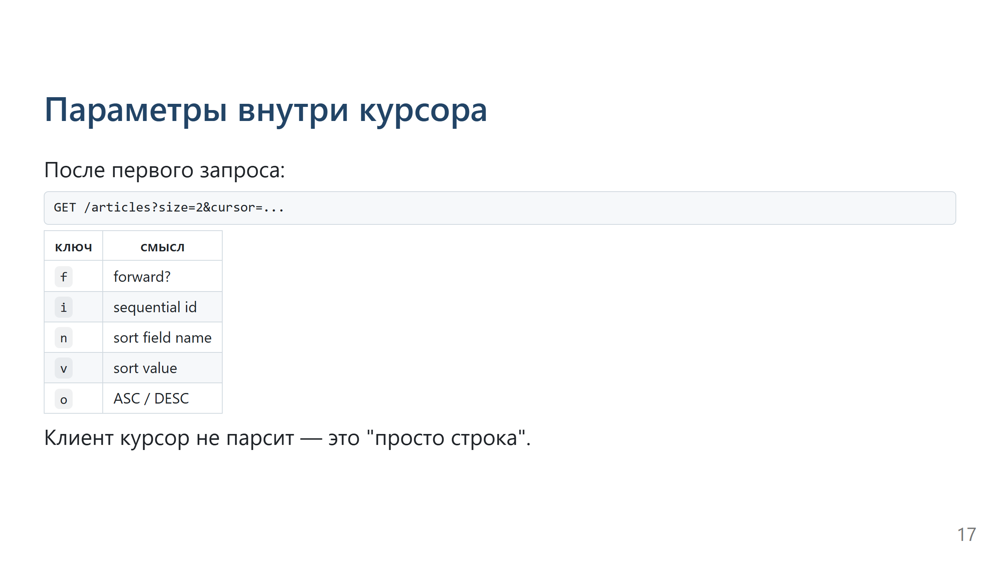 Параметры внутри курсора
После первого запроса:
GET /articles?size=2&cursor=...
ключ смысл
f forward?
i sequential id
n sort field name
v sort value
o ASC / DESC
Клиент курсор не парсит — это "просто строка".
17